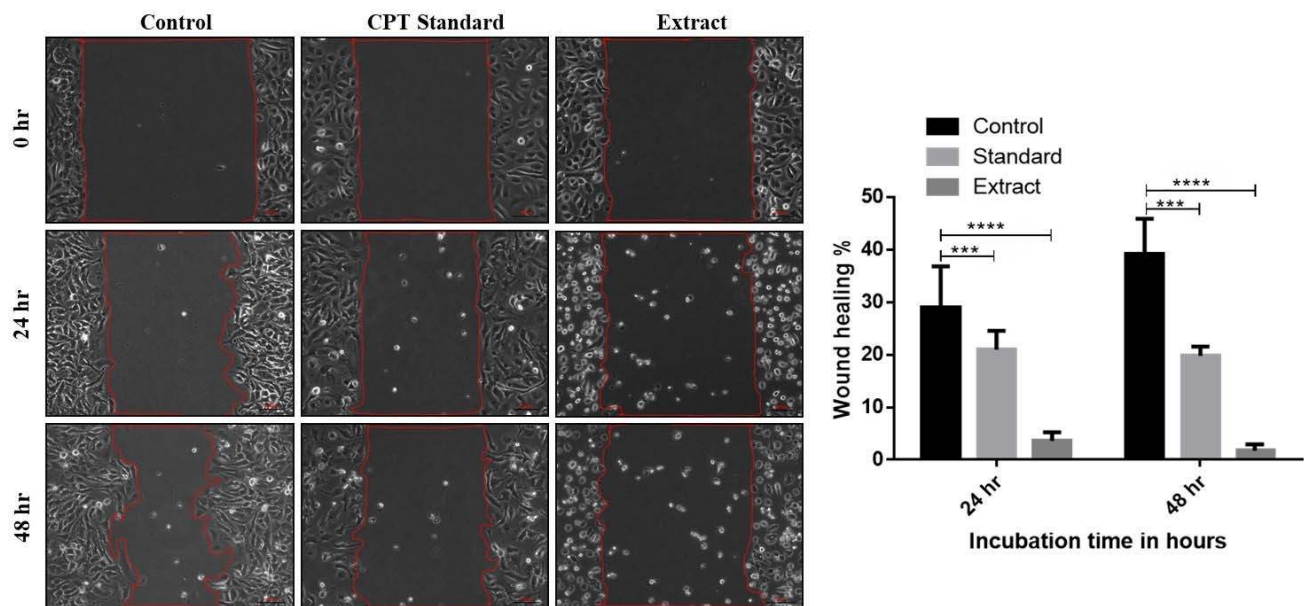 Control CPT Standard Extract
0 hr
24 hr
48 hr
Control
Standard
Extract
Wound healing %
50
40
30
20
10
0
*** ****
*** ****
24 hr
48 hr
Incubation time in hours